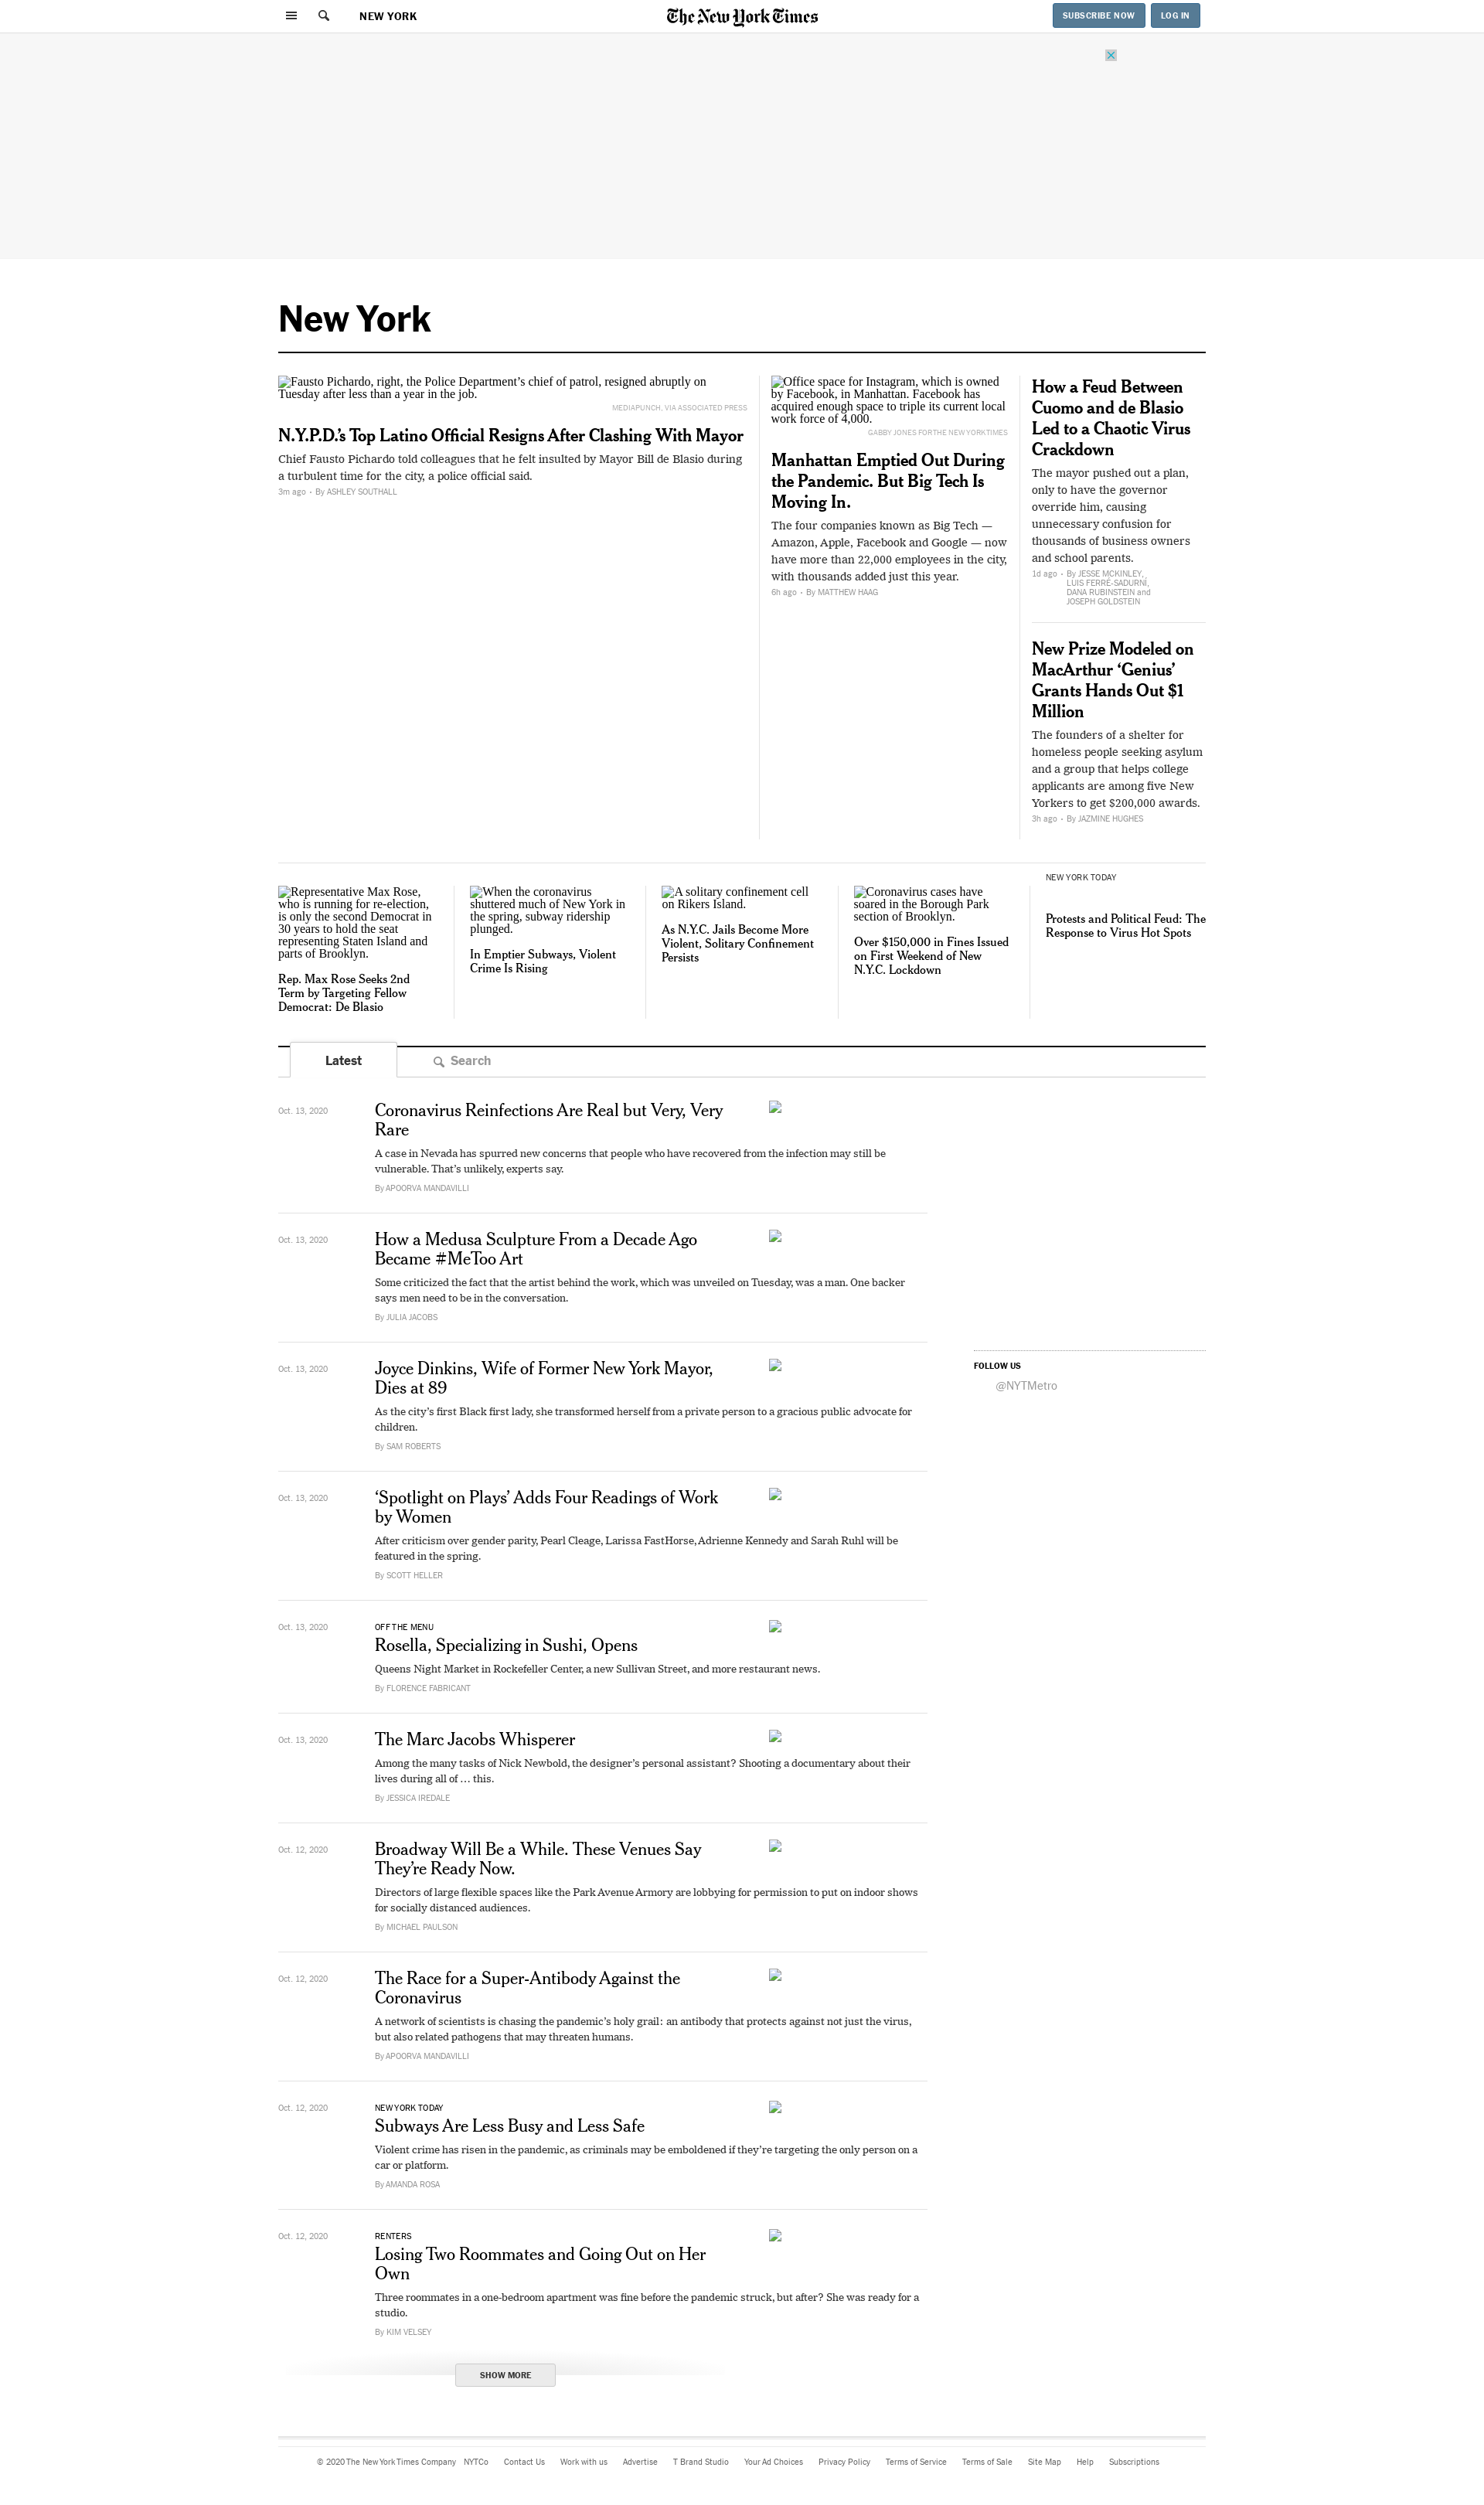 NEW YORK
The New York Times
SUBSCRIBE NOW
LOG IN
New York
Fausto Pichardo, right, the Police Department’s chief of patrol, resigned abruptly on
Tuesday after less than a year in the job.
MEDIAPUNCH, VIA ASSOCIATED PRESS
N.Y.P.D.’s Top Latino Official Resigns After Clashing With Mayor
Chief Fausto Pichardo told colleagues that he felt insulted by Mayor Bill de Blasio during
a turbulent time for the city, a police official said.
3m ago • By ASHLEY SOUTHALL
Office space for Instagram, which is owned
by Facebook, in Manhattan. Facebook has
acquired enough space to triple its current local
work force of 4,000.
GABBY JONES FOR THE NEW YORK TIMES
Manhattan Emptied Out During
the Pandemic. But Big Tech Is
Moving In.
The four companies known as Big Tech —
Amazon, Apple, Facebook and Google — now
have more than 22,000 employees in the city,
with thousands added just this year.
6h ago • By MATTHEW HAAG
How a Feud Between
Cuomo and de Blasio
Led to a Chaotic Virus
Crackdown
The mayor pushed out a plan,
only to have the governor
override him, causing
unnecessary confusion for
thousands of business owners
and school parents.
1d ago • By JESSE MCKINLEY,
LUIS FERRÉ-SADURNÍ,
DANA RUBINSTEIN and
JOSEPH GOLDSTEIN
New Prize Modeled on
MacArthur ‘Genius’
Grants Hands Out $1
Million
The founders of a shelter for
homeless people seeking asylum
and a group that helps college
applicants are among five New
Yorkers to get $200,000 awards.
3h ago • By JAZMINE HUGHES
Representative Max Rose,
who is running for re-election,
is only the second Democrat in
30 years to hold the seat
representing Staten Island and
parts of Brooklyn.
Rep. Max Rose Seeks 2nd
Term by Targeting Fellow
Democrat: De Blasio
When the coronavirus
shuttered much of New York in
the spring, subway ridership
plunged.
In Emptier Subways, Violent
Crime Is Rising
A solitary confinement cell
on Rikers Island.
As N.Y.C. Jails Become More
Violent, Solitary Confinement
Persists
Coronavirus cases have
soared in the Borough Park
section of Brooklyn.
Over $150,000 in Fines Issued
on First Weekend of New
N.Y.C. Lockdown
NEW YORK TODAY
Protests and Political Feud: The
Response to Virus Hot Spots
Latest
Search
Oct. 13, 2020
Coronavirus Reinfections Are Real but Very, Very
Rare
A case in Nevada has spurred new concerns that people who have recovered from the infection may still be
vulnerable. That’s unlikely, experts say.
By APOORVA MANDAVILLI
Oct. 13, 2020
How a Medusa Sculpture From a Decade Ago
Became #MeToo Art
Some criticized the fact that the artist behind the work, which was unveiled on Tuesday, was a man. One backer
says men need to be in the conversation.
By JULIA JACOBS
FOLLOW US
@NYTMetro
Oct. 13, 2020
Joyce Dinkins, Wife of Former New York Mayor,
Dies at 89
As the city’s first Black first lady, she transformed herself from a private person to a gracious public advocate for
children.
By SAM ROBERTS
Oct. 13, 2020
‘Spotlight on Plays’ Adds Four Readings of Work
by Women
After criticism over gender parity, Pearl Cleage, Larissa FastHorse, Adrienne Kennedy and Sarah Ruhl will be
featured in the spring.
By SCOTT HELLER
Oct. 13, 2020
OFF THE MENU
Rosella, Specializing in Sushi, Opens
Queens Night Market in Rockefeller Center, a new Sullivan Street, and more restaurant news.
By FLORENCE FABRICANT
Oct. 13, 2020
The Marc Jacobs Whisperer
Among the many tasks of Nick Newbold, the designer’s personal assistant? Shooting a documentary about their
lives during all of … this.
By JESSICA IREDALE
Oct. 12, 2020
Broadway Will Be a While. These Venues Say
They’re Ready Now.
Directors of large flexible spaces like the Park Avenue Armory are lobbying for permission to put on indoor shows
for socially distanced audiences.
By MICHAEL PAULSON
Oct. 12, 2020
The Race for a Super-Antibody Against the
Coronavirus
A network of scientists is chasing the pandemic’s holy grail: an antibody that protects against not just the virus,
but also related pathogens that may threaten humans.
By APOORVA MANDAVILLI
Oct. 12, 2020
NEW YORK TODAY
Subways Are Less Busy and Less Safe
Violent crime has risen in the pandemic, as criminals may be emboldened if they’re targeting the only person on a
car or platform.
By AMANDA ROSA
Oct. 12, 2020
RENTERS
Losing Two Roommates and Going Out on Her
Own
Three roommates in a one-bedroom apartment was fine before the pandemic struck, but after? She was ready for a
studio.
By KIM VELSEY
SHOW MORE
© 2020 The New York Times Company NYTCo Contact Us Work with us Advertise T Brand Studio Your Ad Choices Privacy Policy Terms of Service Terms of Sale Site Map Help Subscriptions